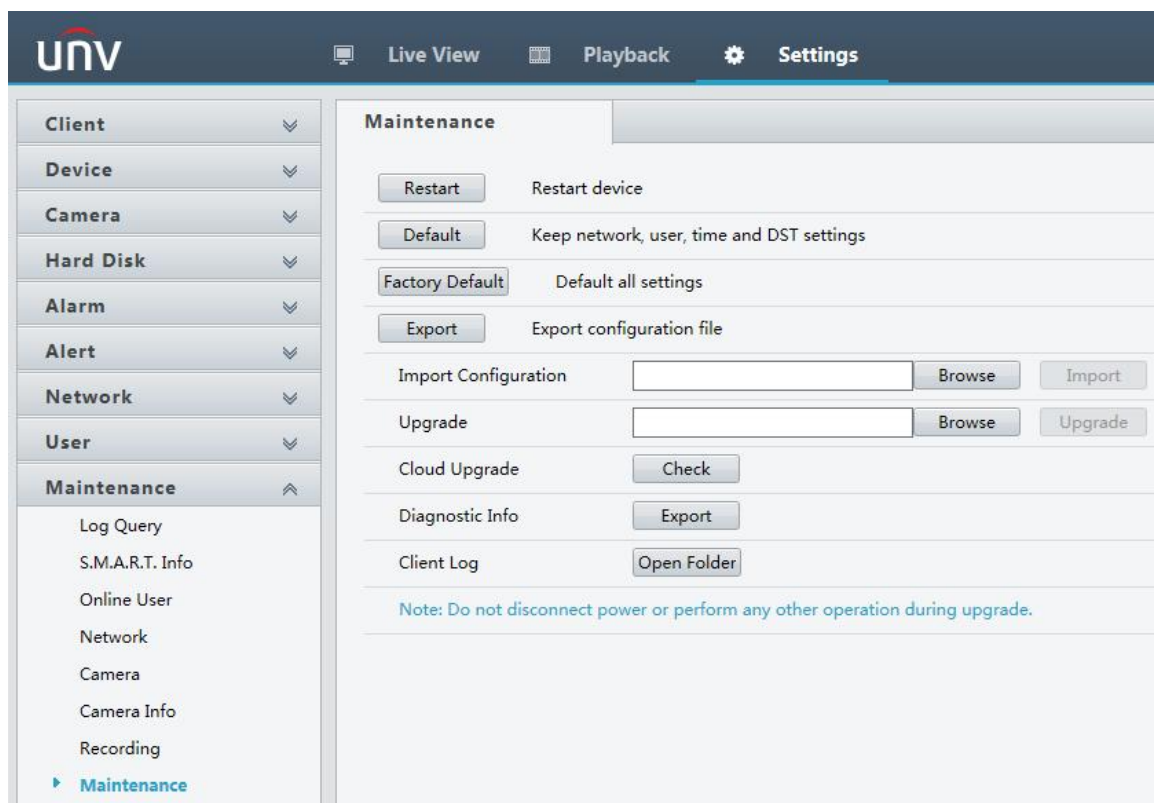 unv
Live View
Playback
Settings
Client
Device
Camera
Hard Disk
Alarm
Alert
Network
User
Maintenance
Log Query
S.M.A.R.T. Info
Online User
Network
Camera
Camera Info
Recording
Maintenance
Maintenance
Restart Restart device
Default Keep network, user, time and DST settings
Factory Default Default all settings
Export Export configuration file
Import Configuration Browse Import
Upgrade Browse Upgrade
Cloud Upgrade Check
Diagnostic Info Export
Client Log Open Folder
Note: Do not disconnect power or perform any other operation during upgrade.